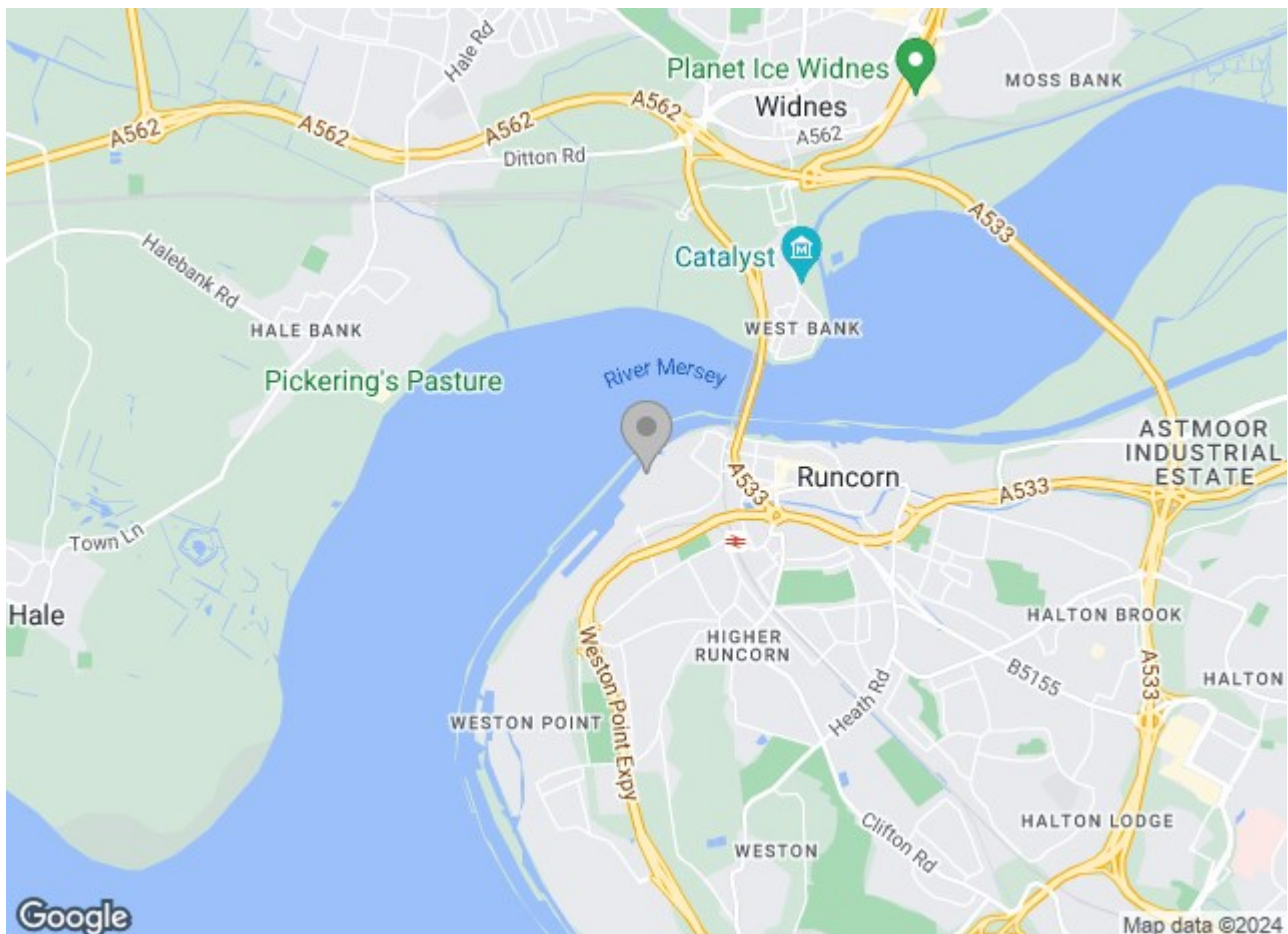 Hale Rd
Planet Ice Widnes
MOSS BANK
Widnes
A562
A562
A562
A562
A562
Ditton Rd
A533
Halebank Rd
Catalyst
HALE BANK
WEST BANK
Pickering's Pasture
River Mersey
ASTMOOR
INDUSTRIAL
ESTATE
Runcorn
A533
A533
Town Ln
Hale
HALTON BROOK
HIGHER
RUNCORN
Weston Point Expy
B5155
A533
HALTON
Heath Rd
WESTON POINT
HALTON LODGE
Clifton Rd
WESTON
Google
Map data ©2024